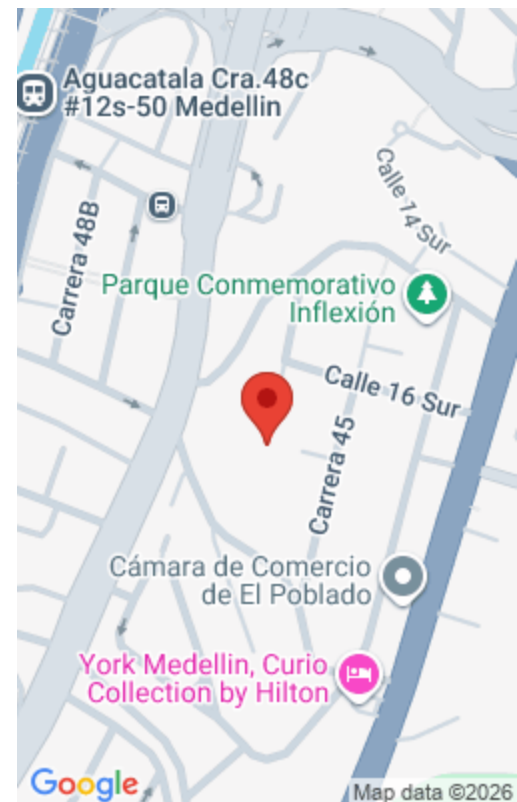 Aguacatala Cra.48c
#12s-50 Medellin
Calle 14 Sur
Carrera 48B
Parque Conmemorativo
Inflexión
Calle 16 Sur
Carrera 45
Cámara de Comercio
de El Poblado
York Medellin, Curio
Collection by Hilton
Google
Map data ©2026